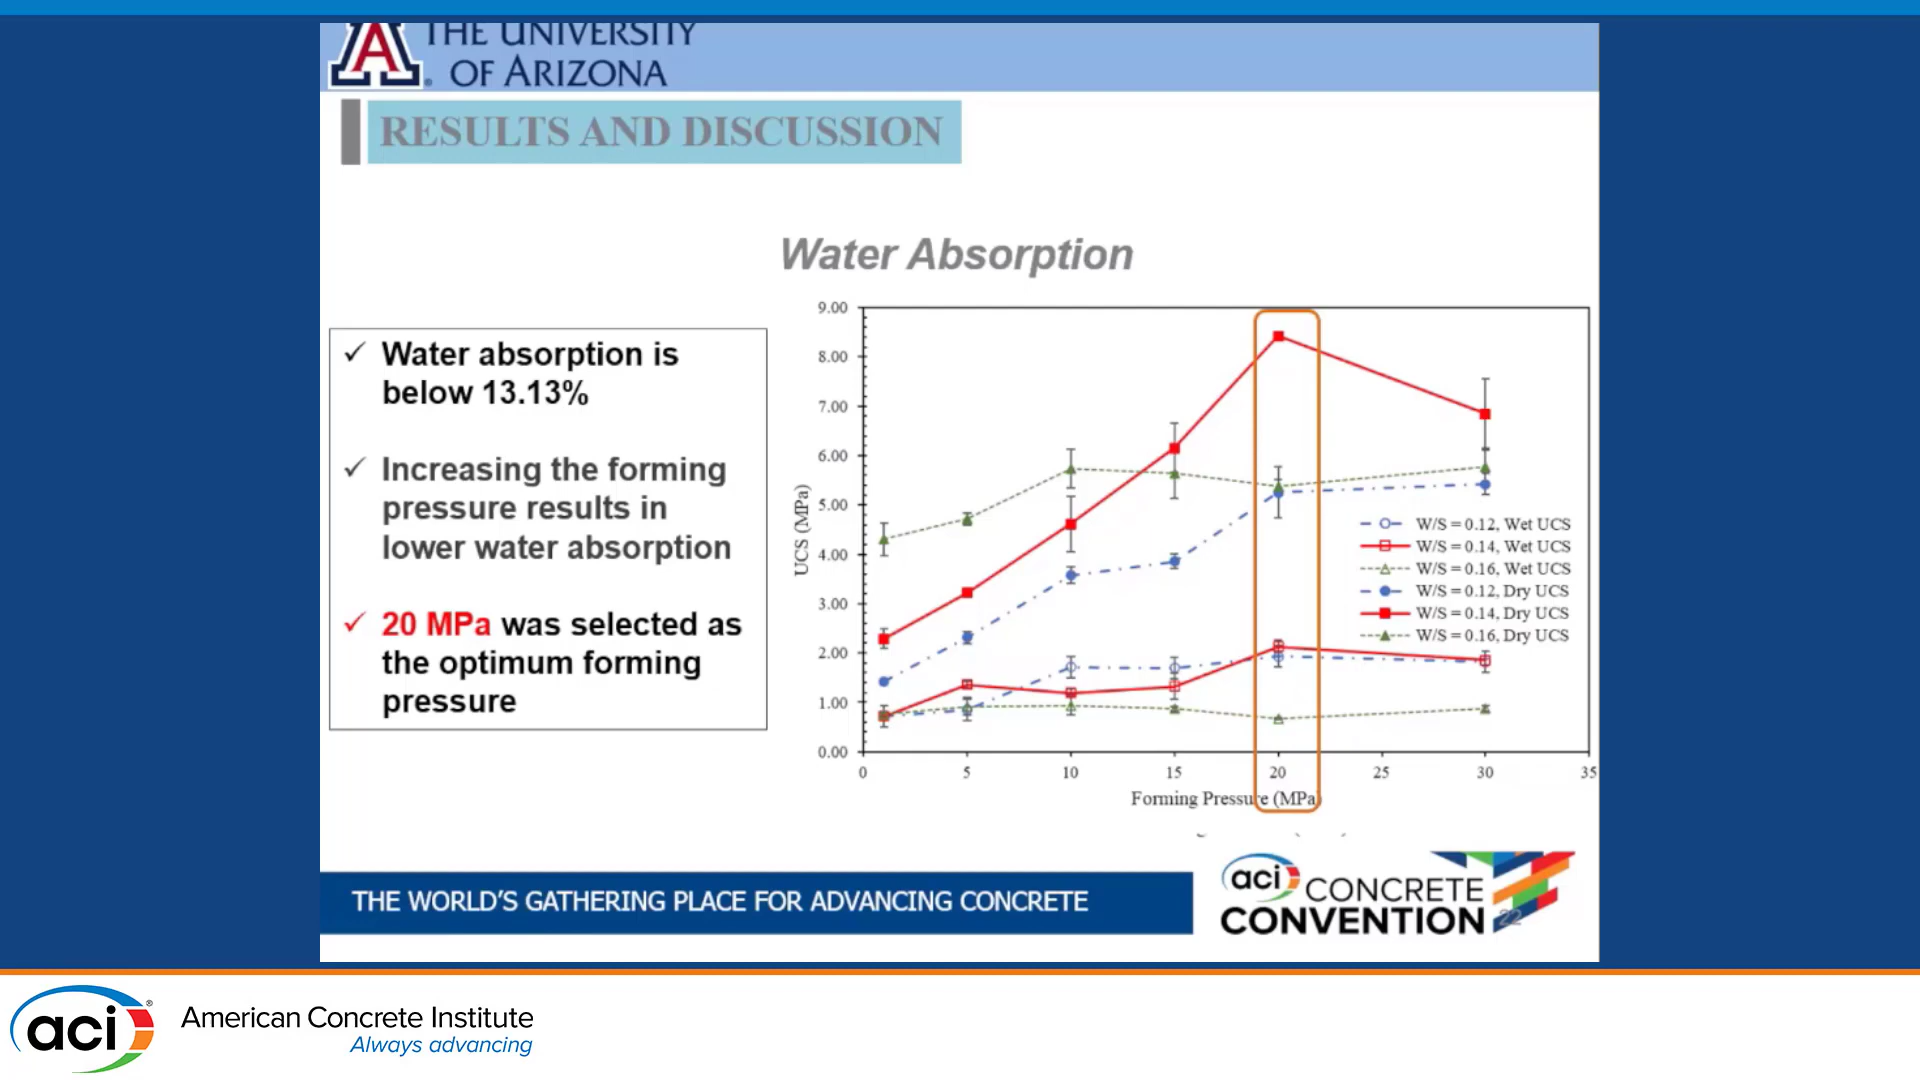 THE UNIVERSITY
OF ARIZONA
RESULTS AND DISCUSSION
Water Absorption
✓ Water absorption is
below 13.13%
✓ Increasing the forming
pressure results in
lower water absorption
✓ 20 MPa was selected as
the optimum forming
pressure
9.00
8.00
7.00
6.00
5.00
4.00
3.00
2.00
1.00
0.00
UCS (MPa)
0 5 10 15 20 25 30 35
Forming Pressure (MPa)
W/S = 0.12, Wet UCS
W/S = 0.14, Wet UCS
W/S = 0.16, Wet UCS
W/S = 0.12, Dry UCS
W/S = 0.14, Dry UCS
W/S = 0.16, Dry UCS
THE WORLD'S GATHERING PLACE FOR ADVANCING CONCRETE
aci CONCRETE
CONVENTION
22
aci®
American Concrete Institute
Always advancing